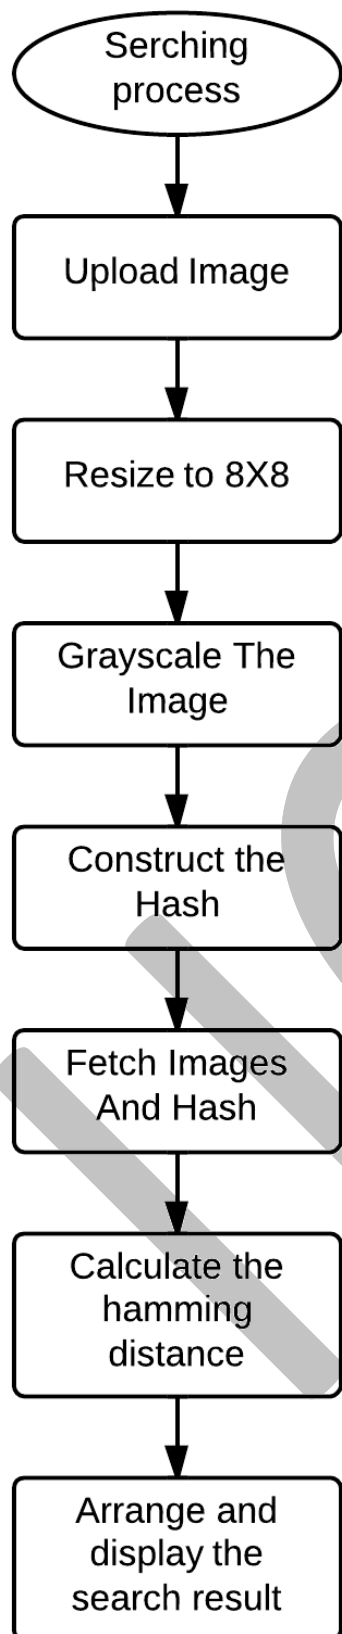 Serching
process
Upload Image
Resize to 8X8
Grayscale The
Image
Construct the
Hash
Fetch Images
And Hash
Calculate the
hamming
distance
Arrange and
display the
search result